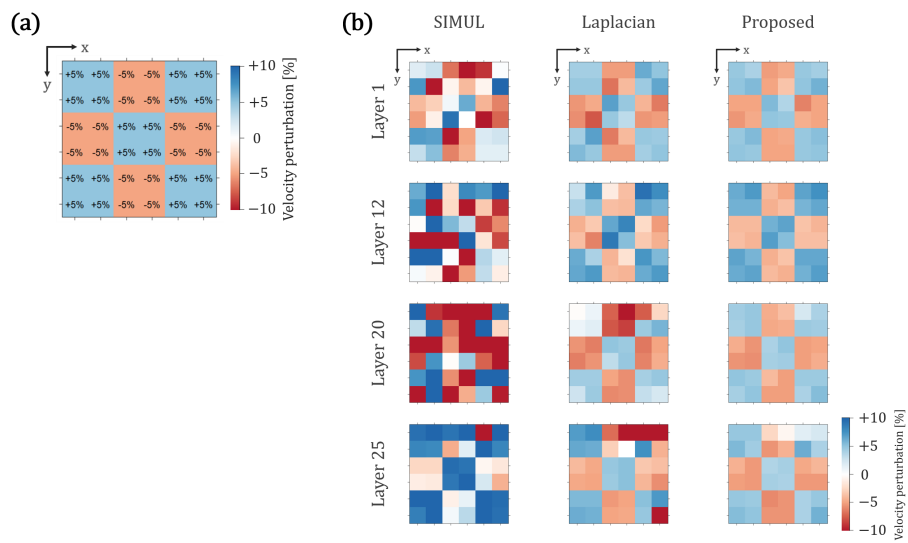 (a)
x
y
+5% +5% -5% -5% +5% +5%
+5% +5% -5% -5% +5% +5%
-5% -5% +5% +5% -5% -5%
-5% -5% +5% +5% -5% -5%
+5% +5% -5% -5% +5% +5%
+5% +5% -5% -5% +5% +5%
+10
+5
0
−5
−10
Velocity perturbation [%]
(b)
SIMUL Laplacian Proposed
x x x
y y y
Layer 1
Layer 12
Layer 20
Layer 25
+10
+5
0
−5
−10
Velocity perturbation [%]